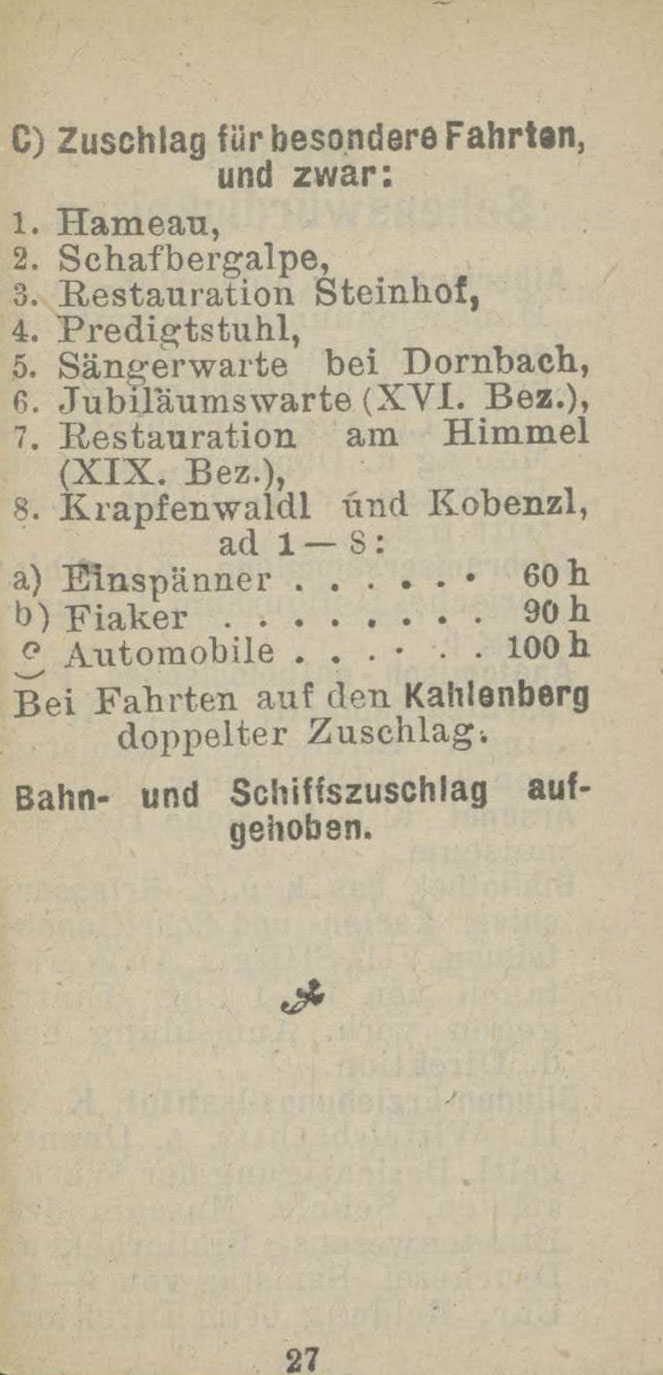 C) Zuschlag für besondere Fahrten,
und zwar:
1. Hameau,
2. Schafbergalpe,
3. Restauration Steinhof,
4. Predigtstuhl,
5. Sängerwarte bei Dornbach,
6. Jubiläumswarte (XVI. Bez.),
7. Restauration am Himmel
(XIX. Bez.),
8. Krapfenwaldl und Kobenzl,
ad 1—8:
a) Einspänner . . . . . . 60 h
b) Fiaker . . . . . . . . . 90 h
c) Automobile . . . . . . 100 h
Bei Fahrten auf den Kahlenberg
doppelter Zuschlag.
Bahn- und Schiffszuschlag auf-
gehoben.
27